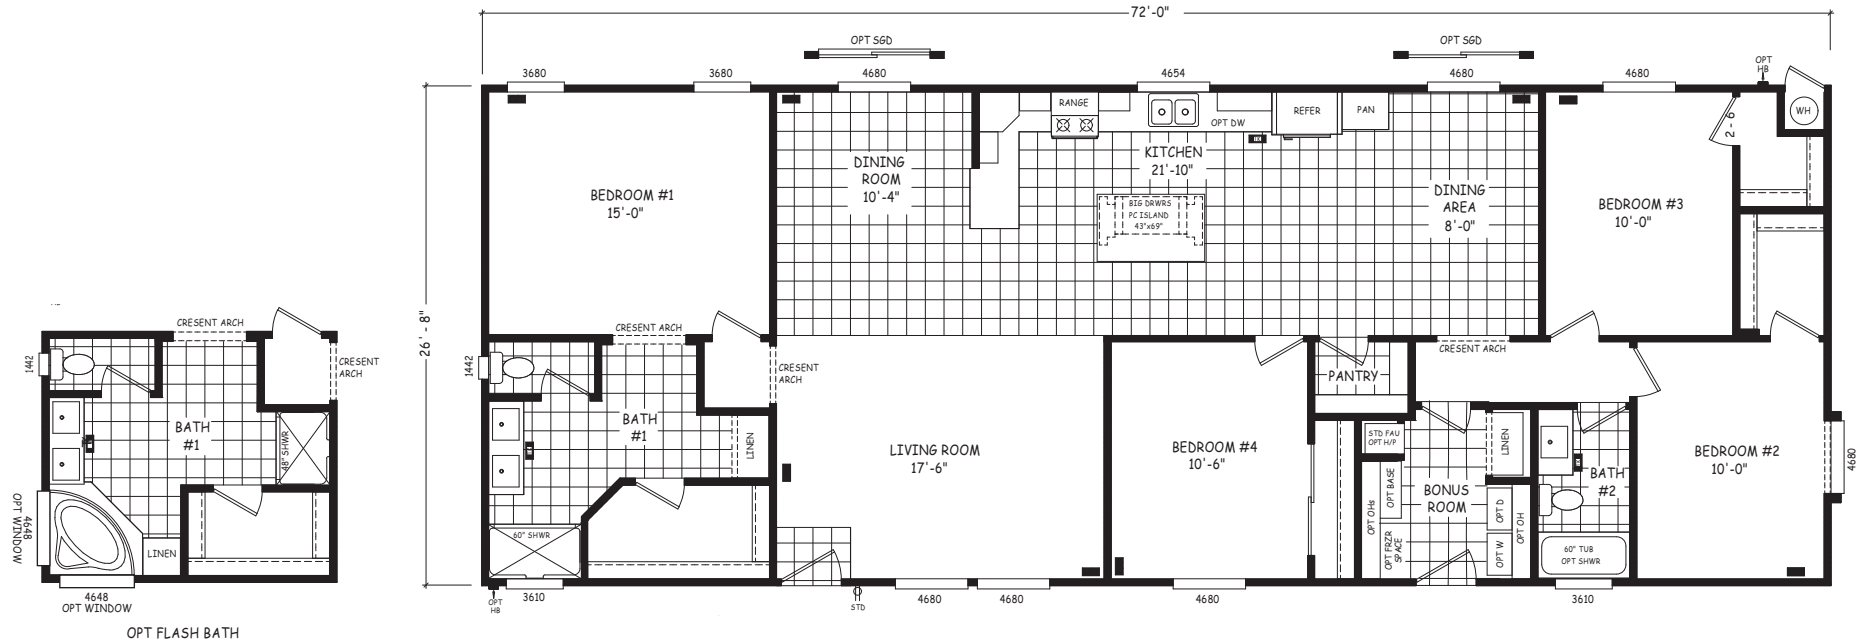 72'-0"
OPT SGD
OPT SGD
3680
3680
4680
4654
4680
4680
OPT
HB
26'-8"
BEDROOM #1
15'-0"
DINING
ROOM
10'-4"
RANGE
OPT DW
REFER
PAN
KITCHEN
21'-10"
BIG DRWRS
PC ISLAND
43"x69"
DINING
AREA
8'-0"
BEDROOM #3
10'-0"
2-6
WH
CRESENT ARCH
CRESENT
ARCH
1442
BATH
#1
LINEN
60" SHWR
3610
OPT
HB
LIVING ROOM
17'-6"
STD
4680
4680
BEDROOM #4
10'-6"
4680
PANTRY
CRESENT ARCH
STD FAU
OPT H/P
LINEN
BONUS
ROOM
OPT BASE
OPT OHs
OPT FRZR
SPACE
OPT D
OPT W
OPT OH
BATH
#2
60" TUB
OPT SHWR
3610
BEDROOM #2
10'-0"
4680
CRESENT ARCH
CRESENT
ARCH
1442
BATH
#1
48" SHWR
LINEN
4648
OPT WINDOW
4648
OPT WINDOW
OPT FLASH BATH